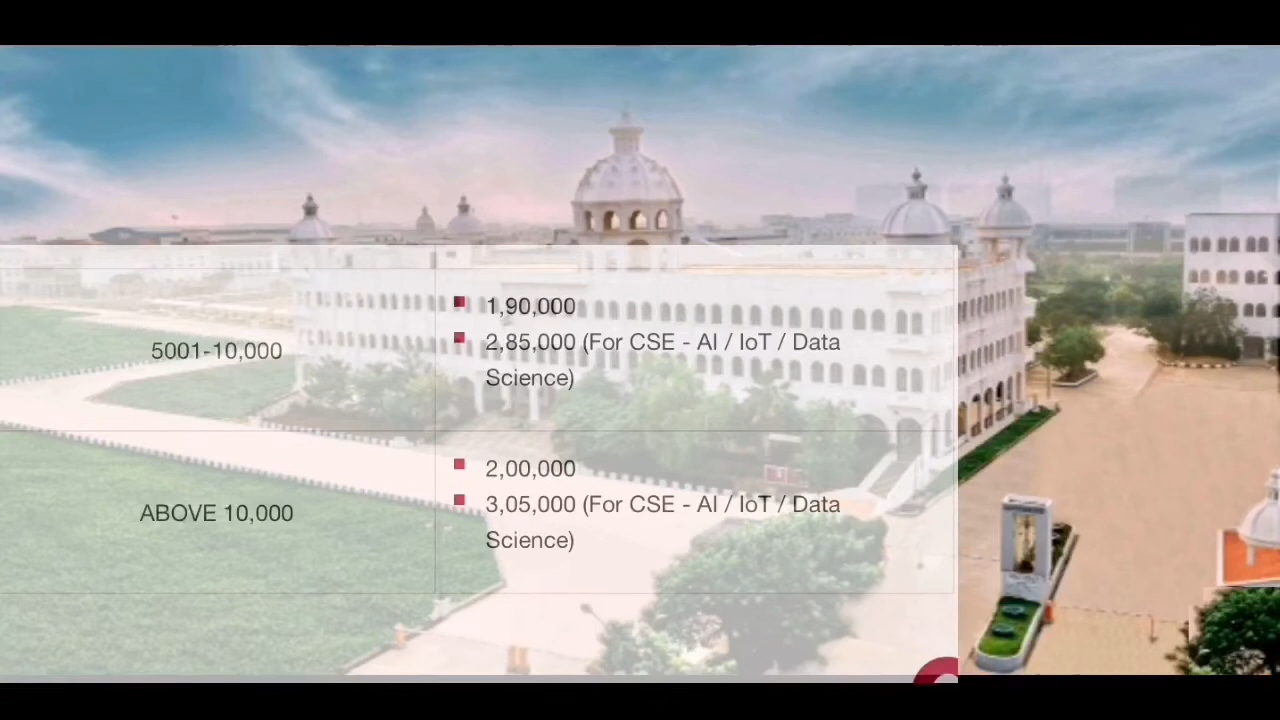 5001-10,000
1,90,000
2,85,000 (For CSE - AI / IoT / Data
Science)
ABOVE 10,000
2,00,000
3,05,000 (For CSE - AI / IoT / Data
Science)